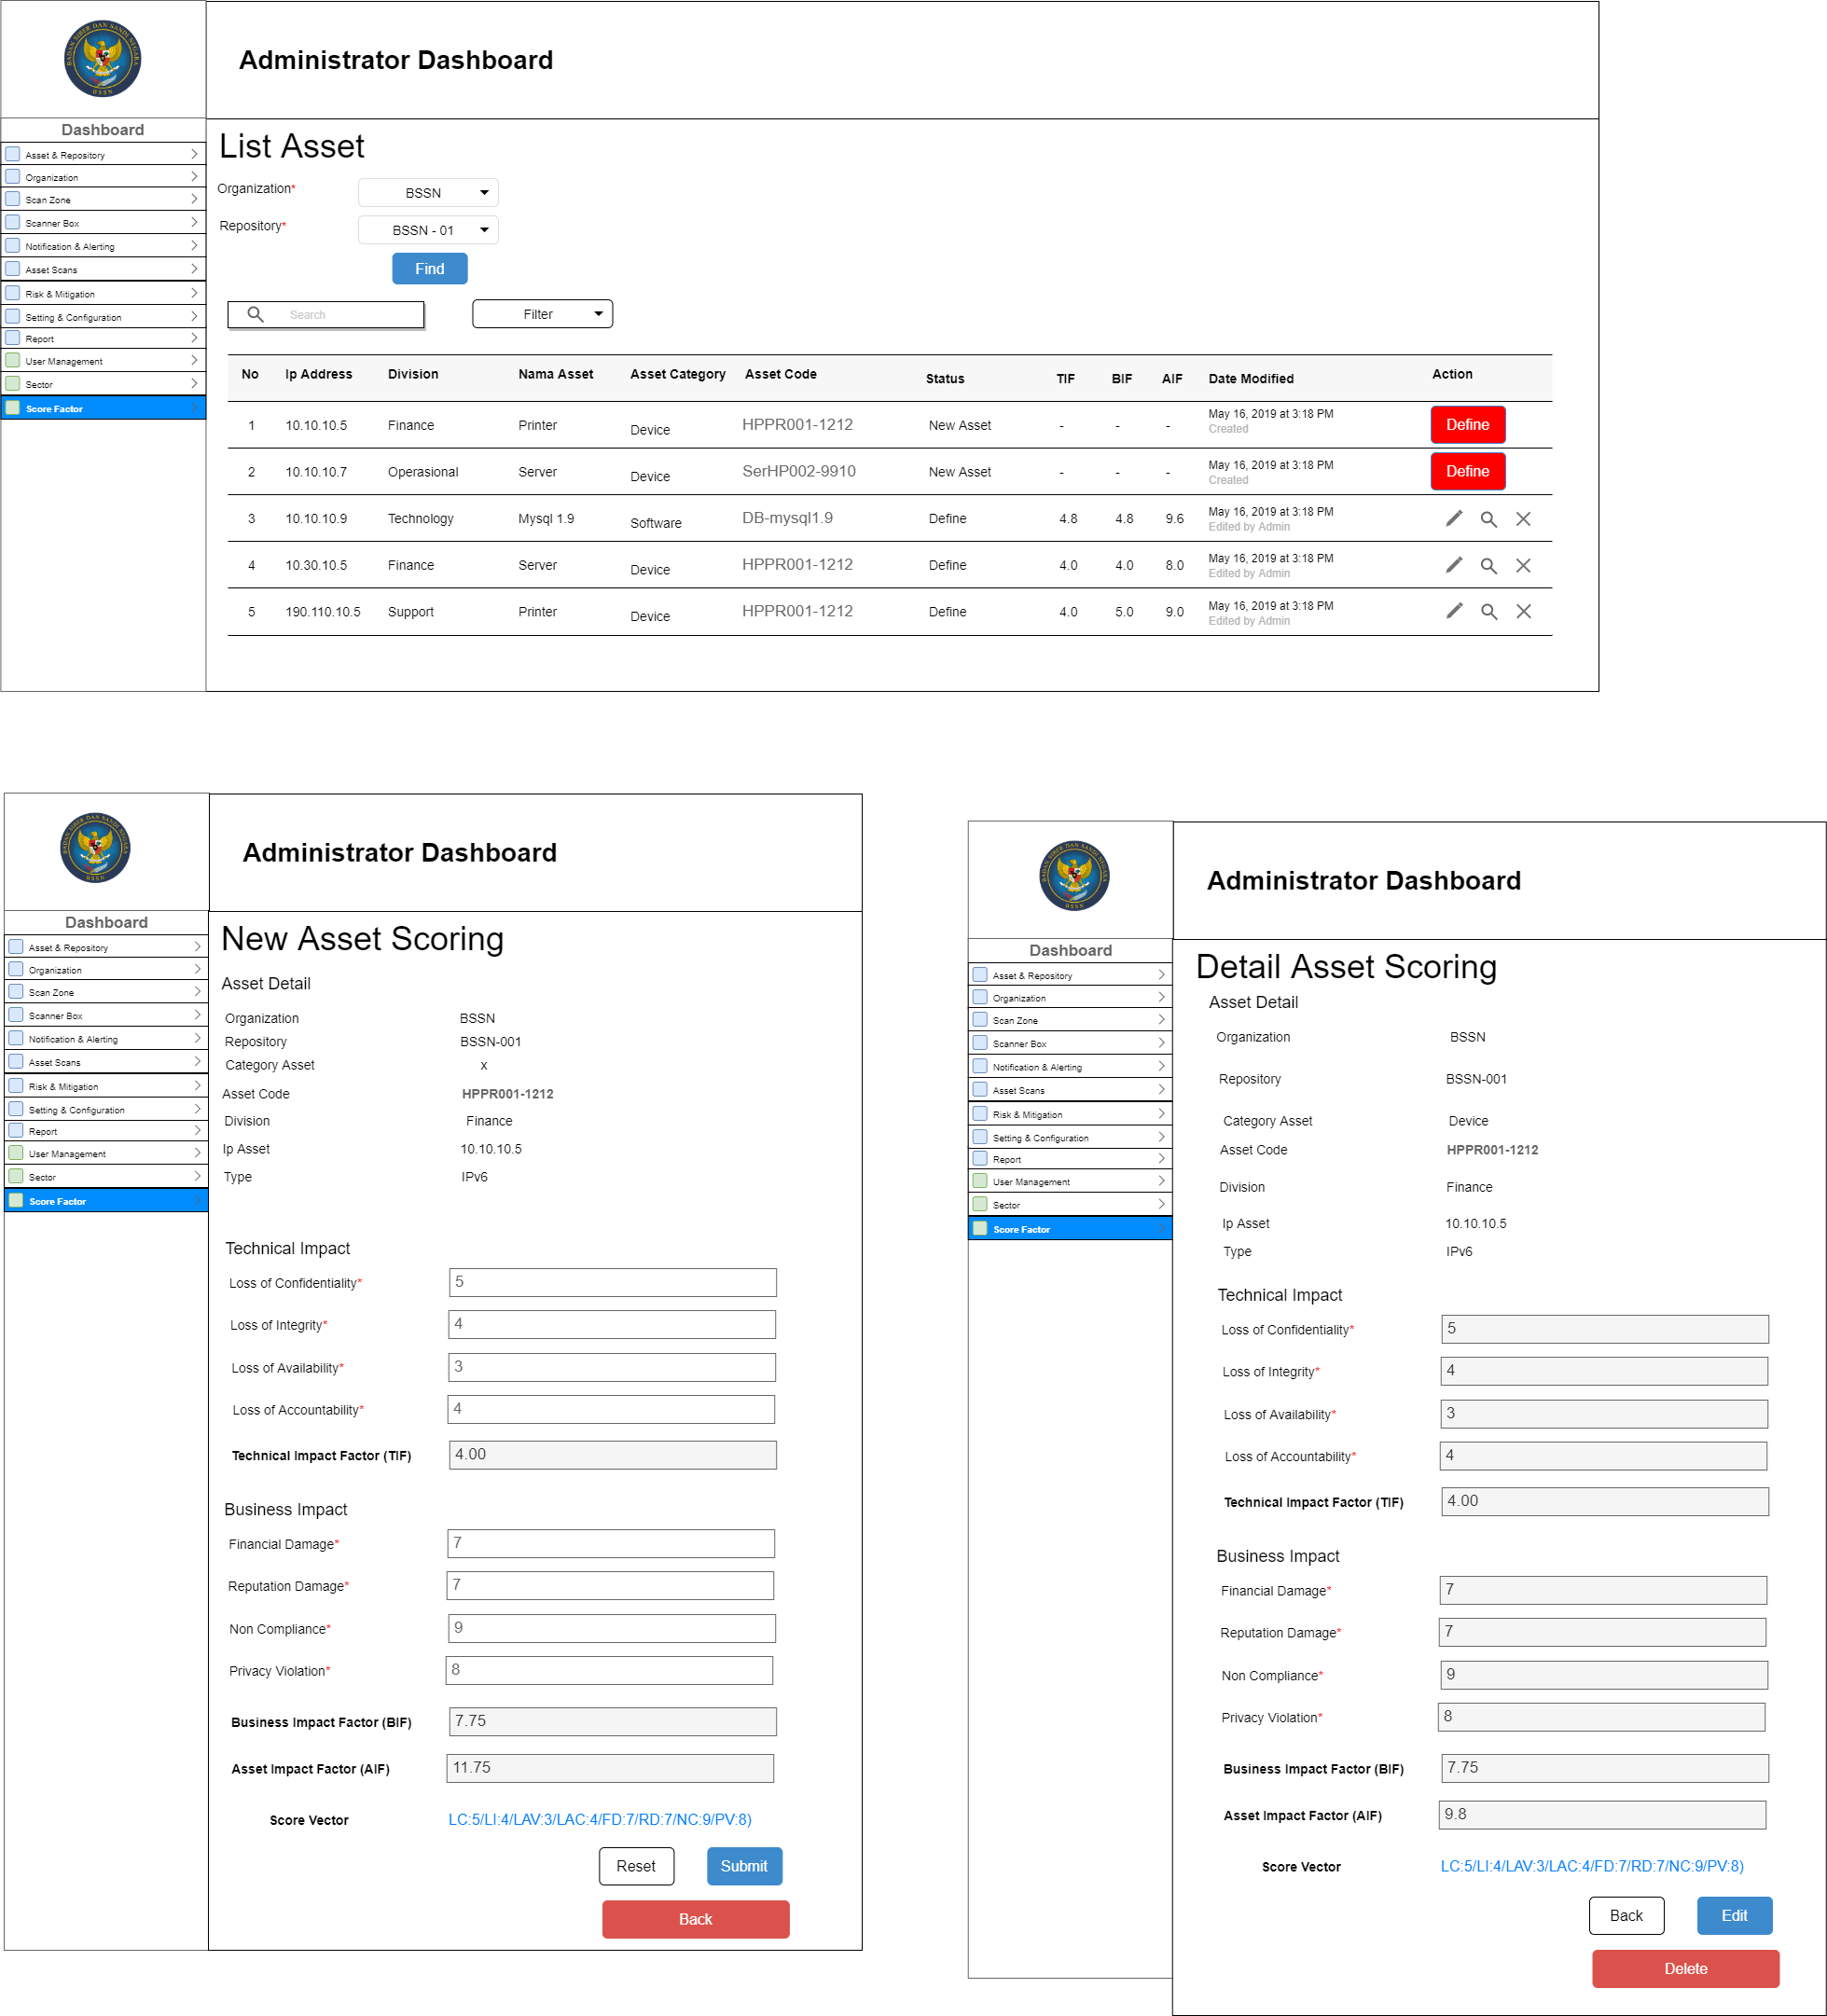 BADAN SIBER DAN SANDI NEGARA
BSSN
Administrator Dashboard
Dashboard
Asset & Repository
Organization
Scan Zone
Scanner Box
Notification & Alerting
Asset Scans
Risk & Mitigation
Setting & Configuration
Report
User Management
Sector
Score Factor
List Asset
Organization* BSSN
Repository* BSSN - 01
Find
Search Filter
No Ip Address Division Nama Asset Asset Category Asset Code Status TIF BIF AIF Date Modified Action
1 10.10.10.5 Finance Printer Device HPPR001-1212 New Asset - - - May 16, 2019 at 3:18 PM Define
Created
2 10.10.10.7 Operasional Server Device SerHP002-9910 New Asset - - - May 16, 2019 at 3:18 PM Define
Created
3 10.10.10.9 Technology Mysql 1.9 Software DB-mysql1.9 Define 4.8 4.8 9.6 May 16, 2019 at 3:18 PM
Edited by Admin
4 10.30.10.5 Finance Server Device HPPR001-1212 Define 4.0 4.0 8.0 May 16, 2019 at 3:18 PM
Edited by Admin
5 190.110.10.5 Support Printer Device HPPR001-1212 Define 4.0 5.0 9.0 May 16, 2019 at 3:18 PM
Edited by Admin
BADAN SIBER DAN SANDI NEGARA
BSSN
Administrator Dashboard
Dashboard
Asset & Repository
Organization
Scan Zone
Scanner Box
Notification & Alerting
Asset Scans
Risk & Mitigation
Setting & Configuration
Report
User Management
Sector
Score Factor
New Asset Scoring
Asset Detail
Organization BSSN
Repository BSSN-001
Category Asset x
Asset Code HPPR001-1212
Division Finance
Ip Asset 10.10.10.5
Type IPv6
Technical Impact
Loss of Confidentiality* 5
Loss of Integrity* 4
Loss of Availability* 3
Loss of Accountability* 4
Technical Impact Factor (TIF) 4.00
Business Impact
Financial Damage* 7
Reputation Damage* 7
Non Compliance* 9
Privacy Violation* 8
Business Impact Factor (BIF) 7.75
Asset Impact Factor (AIF) 11.75
Score Vector LC:5/LI:4/LAV:3/LAC:4/FD:7/RD:7/NC:9/PV:8)
Reset Submit
Back
BADAN SIBER DAN SANDI NEGARA
BSSN
Administrator Dashboard
Dashboard
Asset & Repository
Organization
Scan Zone
Scanner Box
Notification & Alerting
Asset Scans
Risk & Mitigation
Setting & Configuration
Report
User Management
Sector
Score Factor
Detail Asset Scoring
Asset Detail
Organization BSSN
Repository BSSN-001
Category Asset Device
Asset Code HPPR001-1212
Division Finance
Ip Asset 10.10.10.5
Type IPv6
Technical Impact
Loss of Confidentiality* 5
Loss of Integrity* 4
Loss of Availability* 3
Loss of Accountability* 4
Technical Impact Factor (TIF) 4.00
Business Impact
Financial Damage* 7
Reputation Damage* 7
Non Compliance* 9
Privacy Violation* 8
Business Impact Factor (BIF) 7.75
Asset Impact Factor (AIF) 9.8
Score Vector LC:5/LI:4/LAV:3/LAC:4/FD:7/RD:7/NC:9/PV:8)
Back Edit
Delete